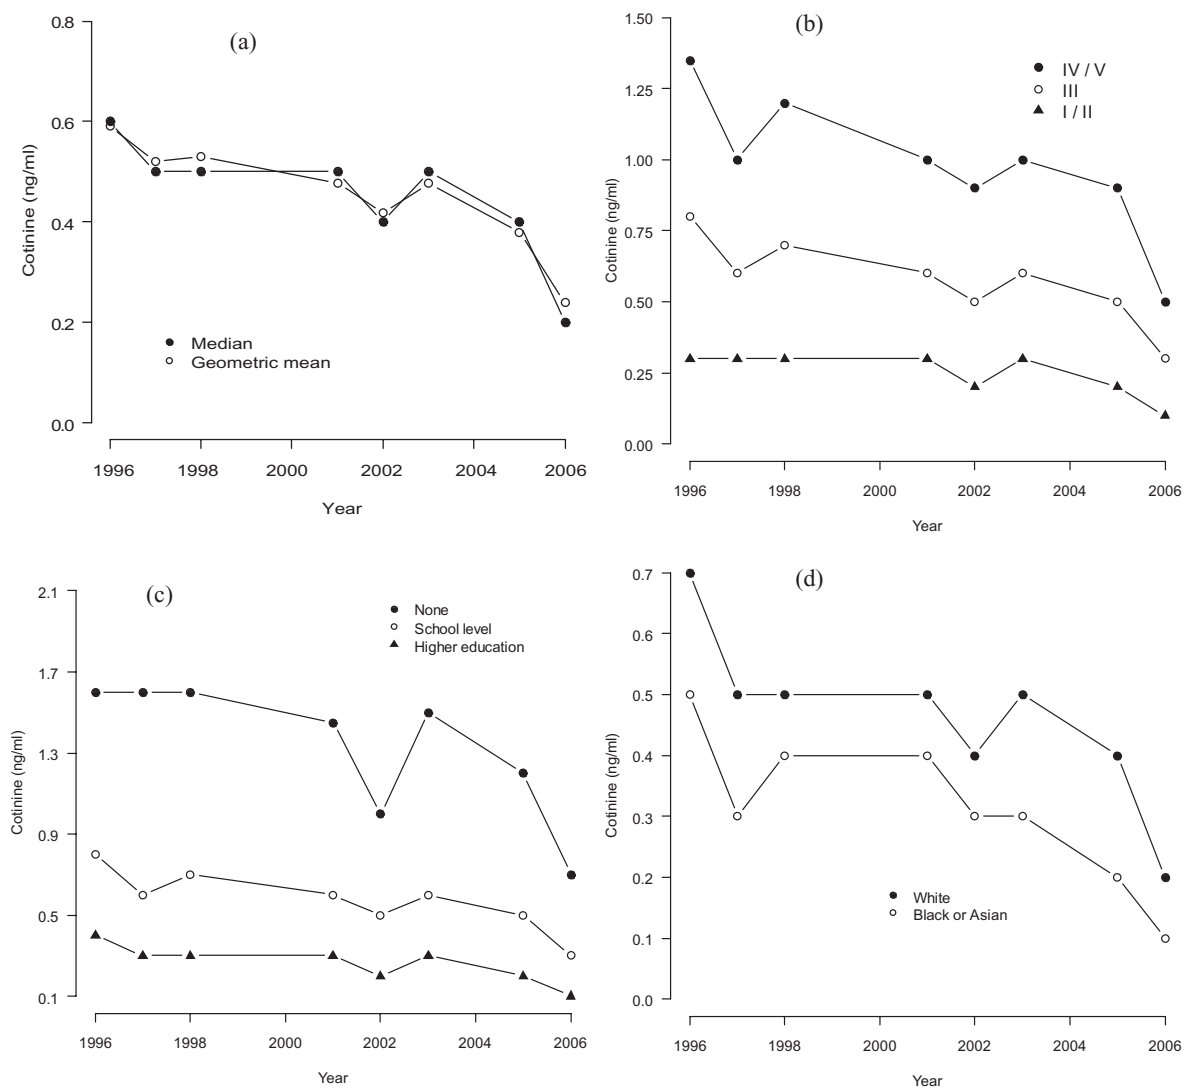 (a)
0.8
0.6
0.4
0.2
0.0
Cotinine (ng/ml)
Median
Geometric mean
1996 1998 2000 2002 2004 2006
Year
(b)
1.50
1.25
1.00
0.75
0.50
0.25
0.00
Cotinine (ng/ml)
IV / V
III
I / II
1996 1998 2000 2002 2004 2006
Year
(c)
2.1
1.7
1.3
0.9
0.5
0.1
Cotinine (ng/ml)
None
School level
Higher education
1996 1998 2000 2002 2004 2006
Year
(d)
0.7
0.6
0.5
0.4
0.3
0.2
0.1
0.0
Cotinine (ng/ml)
White
Black or Asian
1996 1998 2000 2002 2004 2006
Year